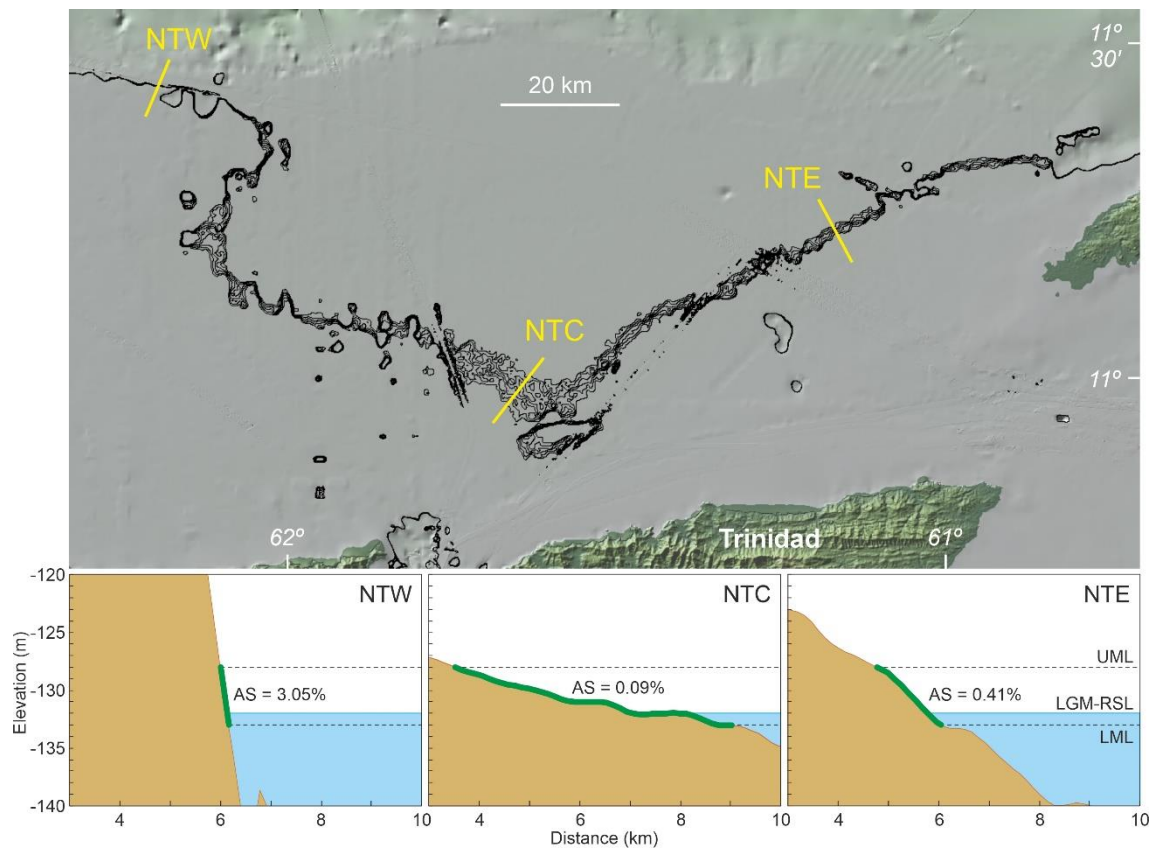 NTW
11º
30'
20 km
NTE
NTC
11º
62º
Trinidad
61º
-120
-125
-130
-135
-140
Elevation (m)
NTW
AS = 3.05%
4
6
8
10
NTC
AS = 0.09%
4
6
8
10
Distance (km)
NTE
UML
AS = 0.41%
LGM-RSL
LML
4
6
8
10